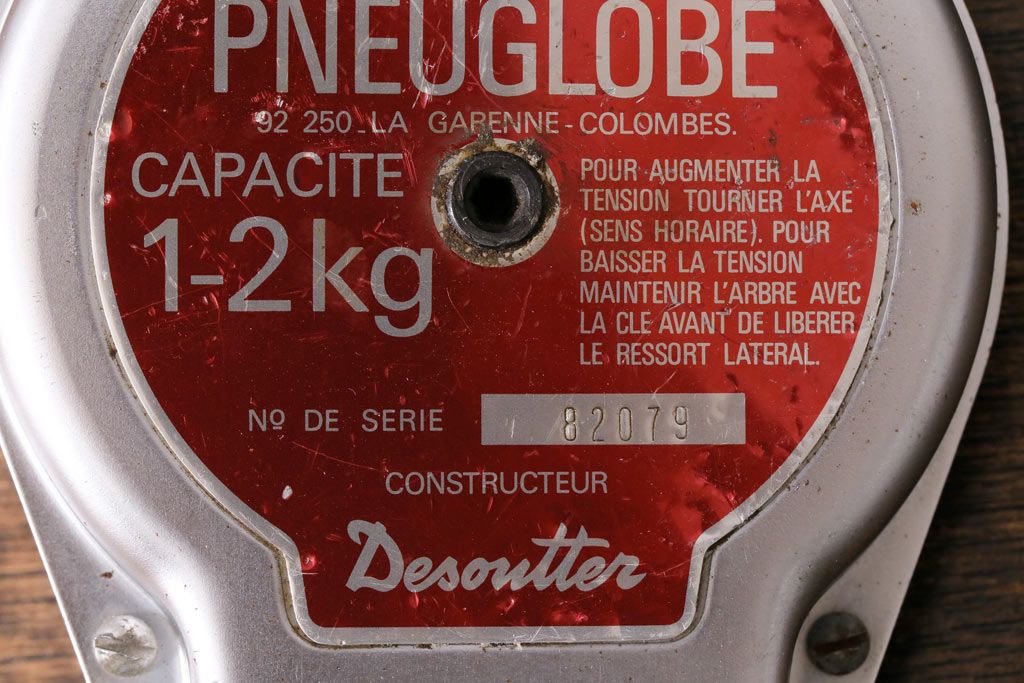 PNEUGLOBE
92 250 LA GARENNE-COLOMBES.
CAPACITE
1-2kg
POUR AUGMENTER LA
TENSION TOURNER L'AXE
(SENS HORAIRE). POUR
BAISSER LA TENSION
MAINTENIR L'ARBRE AVEC
LA CLE AVANT DE LIBERER
LE RESSORT LATERAL.
Nº DE SERIE 82079
CONSTRUCTEUR
Desoutter